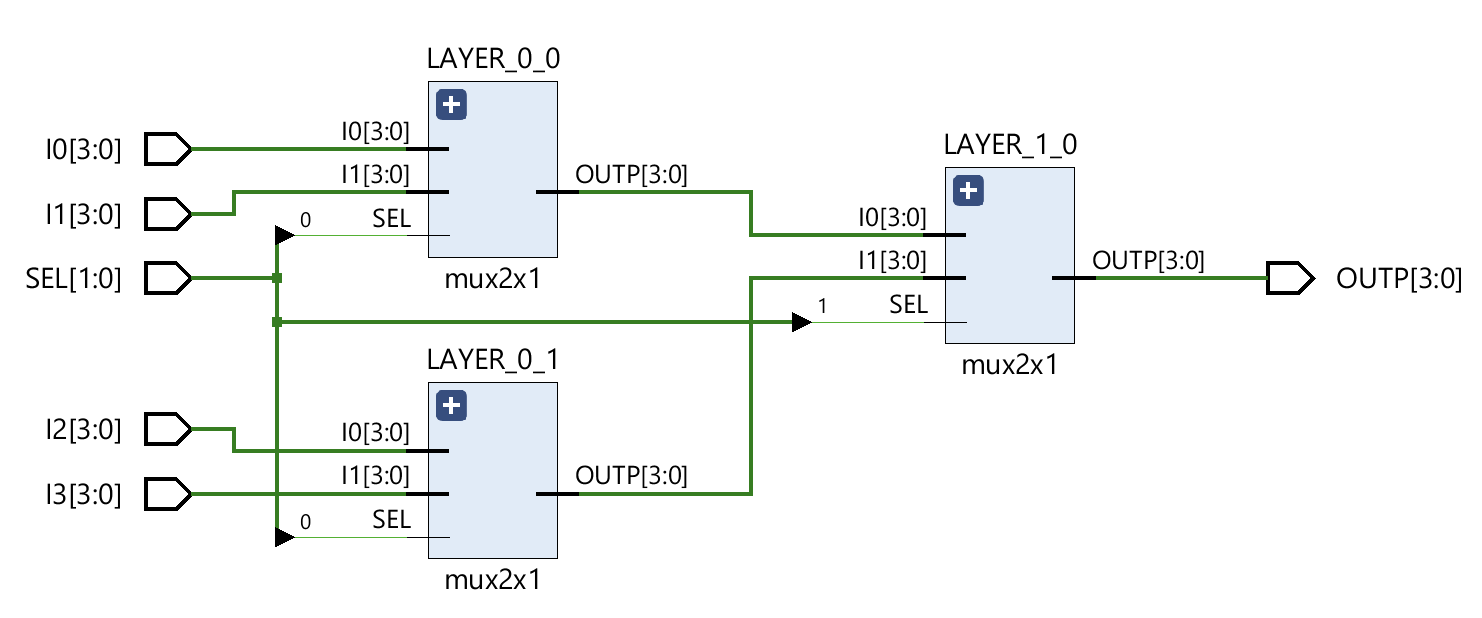 LAYER_0_0
I0[3:0]
I0[3:0]
I1[3:0]
OUTP[3:0]
I1[3:0]
0
SEL
SEL[1:0]
mux2x1
LAYER_1_0
I0[3:0]
I1[3:0]
OUTP[3:0]
OUTP[3:0]
1
SEL
mux2x1
LAYER_0_1
I2[3:0]
I0[3:0]
I1[3:0]
OUTP[3:0]
I3[3:0]
0
SEL
mux2x1